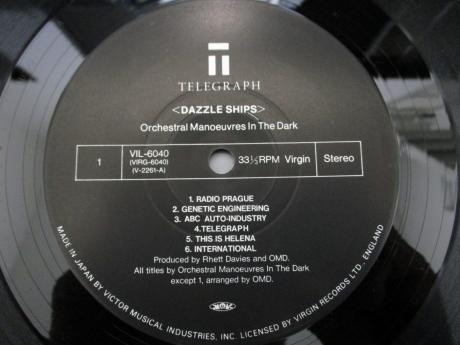 TELEGRAPH
<DAZZLE SHIPS>
Orchestral Manoeuvres In The Dark
1
VIL-6040
(VIRG-6040)
(V-2261-A)
33⅓RPM Virgin
Stereo
1. RADIO PRAGUE
2. GENETIC ENGINEERING
3. ABC AUTO-INDUSTRY
4.TELEGRAPH
5. THIS IS HELENA
6. INTERNATIONAL
Produced by Rhett Davies and OMD.
All titles by Orchestral Manoeuvres In The Dark
except 1, arranged by OMD.
MADE IN JAPAN BY VICTOR MUSICAL INDUSTRIES, INC. LICENSED BY VIRGIN RECORDS LTD. ENGLAND